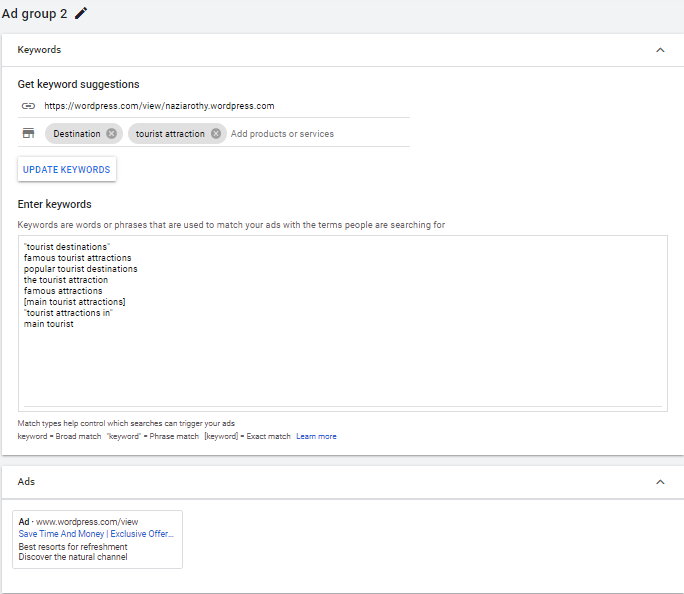 Ad group 2
Keywords
Get keyword suggestions
https://wordpress.com/view/naziarothy.wordpress.com
Destination tourist attraction Add products or services
UPDATE KEYWORDS
Enter keywords
Keywords are words or phrases that are used to match your ads with the terms people are searching for
"tourist destinations"
famous tourist attractions
popular tourist destinations
the tourist attraction
famous attractions
[main tourist attractions]
"tourist attractions in"
main tourist
Match types help control which searches can trigger your ads
keyword = Broad match "keyword" = Phrase match [keyword] = Exact match Learn more
Ads
Ad · www.wordpress.com/view
Save Time And Money | Exclusive Offer...
Best resorts for refreshment
Discover the natural channel